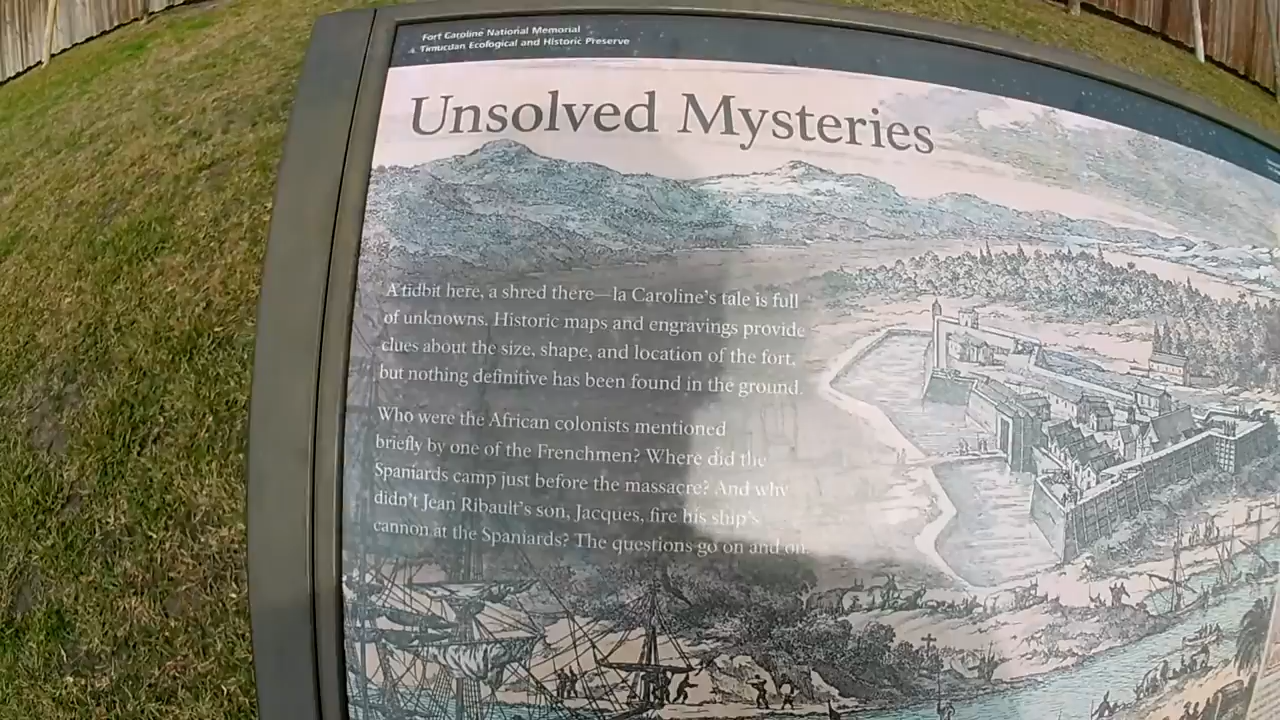 Fort Caroline National Memorial
Timucuan Ecological and Historic Preserve
Unsolved Mysteries
A tidbit here, a shred there—la Caroline's tale is full
of unknowns. Historic maps and engravings provide
clues about the size, shape, and location of the fort,
but nothing definitive has been found in the ground.
Who were the African colonists mentioned
briefly by one of the Frenchmen? Where did the
Spaniards camp just before the massacre? And why
didn't Jean Ribault's son, Jacques, fire his ship's
cannon at the Spaniards? The questions go on and on.